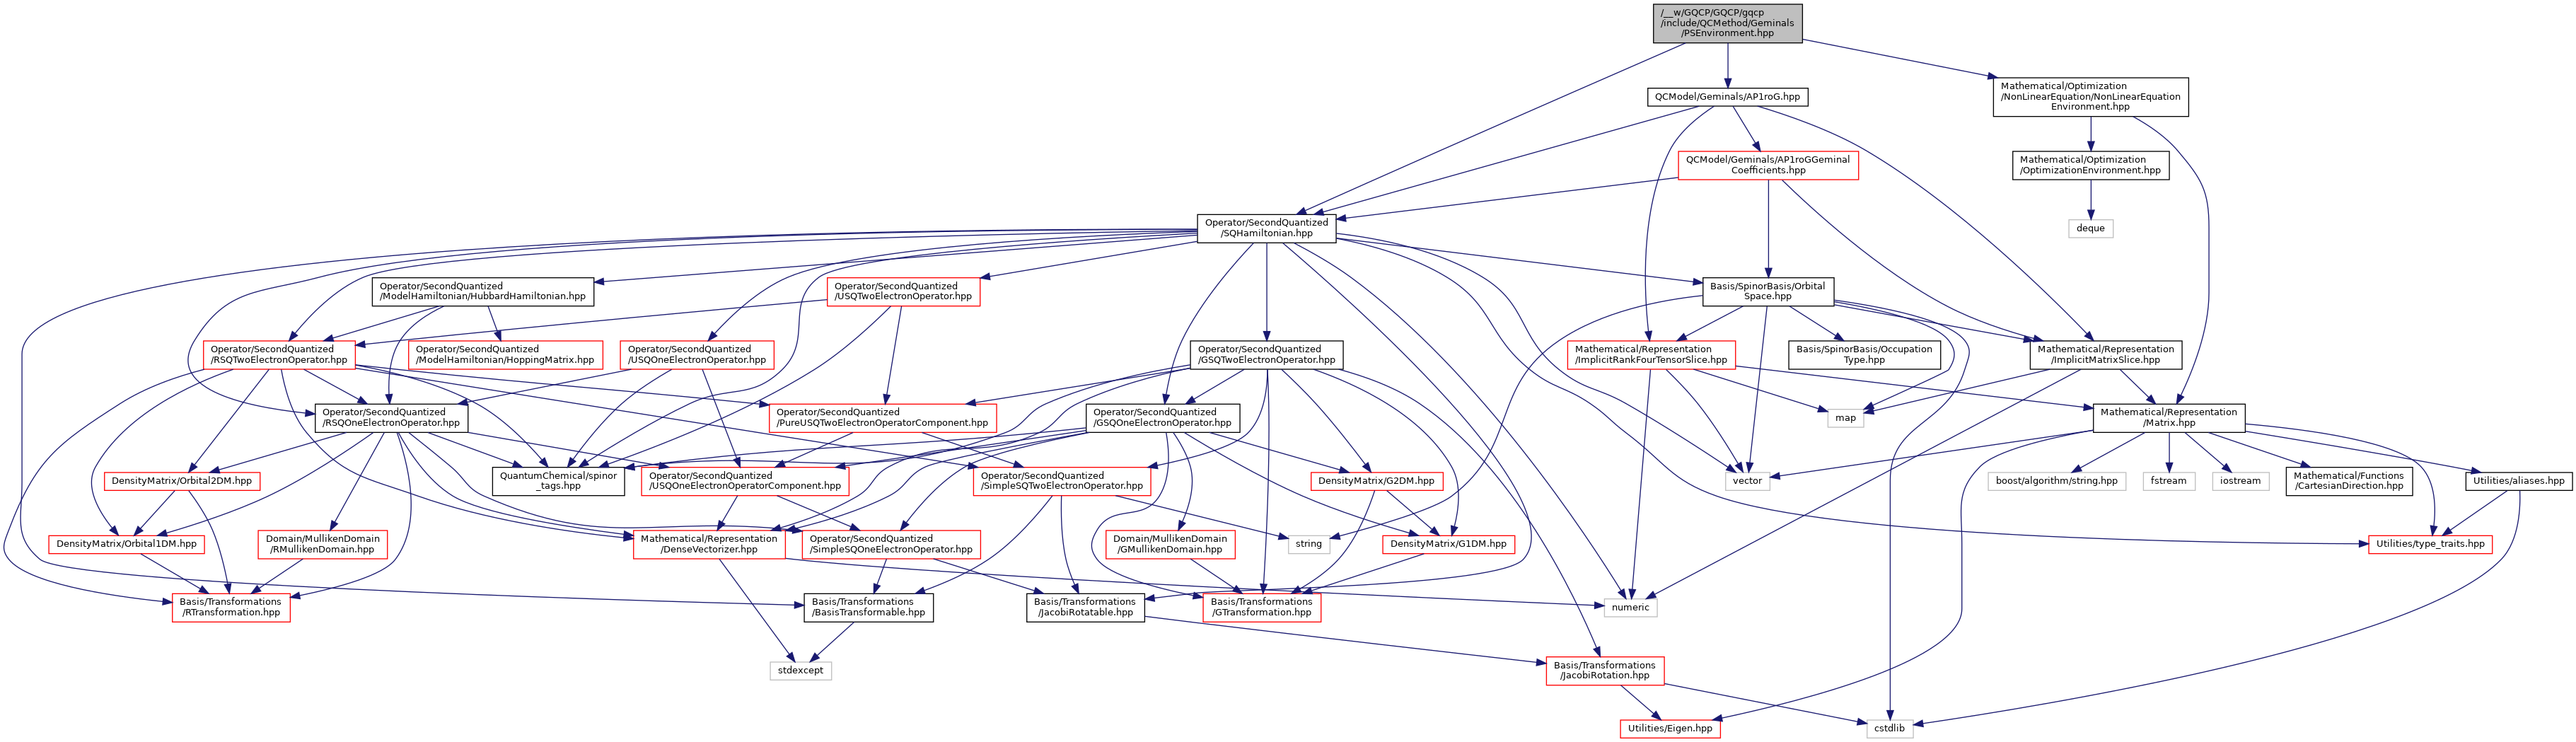 /__w/GQCP/GQCP/gqcp
/include/QCMethod/Geminals
/PSEnvironment.hpp
Mathematical/Optimization
/NonLinearEquation/NonLinearEquation
Environment.hpp
QCModel/Geminals/AP1roG.hpp
QCModel/Geminals/AP1roGGeminal
Coefficients.hpp
Mathematical/Optimization
/OptimizationEnvironment.hpp
Operator/SecondQuantized
/SQHamiltonian.hpp
deque
Operator/SecondQuantized
/ModelHamiltonian/HubbardHamiltonian.hpp
Operator/SecondQuantized
/USQTwoElectronOperator.hpp
Basis/SpinorBasis/Orbital
Space.hpp
Operator/SecondQuantized
/RSQTwoElectronOperator.hpp
Operator/SecondQuantized
/ModelHamiltonian/HoppingMatrix.hpp
Operator/SecondQuantized
/USQOneElectronOperator.hpp
Operator/SecondQuantized
/GSQTwoElectronOperator.hpp
Mathematical/Representation
/ImplicitRankFourTensorSlice.hpp
Basis/SpinorBasis/Occupation
Type.hpp
Mathematical/Representation
/ImplicitMatrixSlice.hpp
Operator/SecondQuantized
/RSQOneElectronOperator.hpp
Operator/SecondQuantized
/PureUSQTwoElectronOperatorComponent.hpp
Operator/SecondQuantized
/GSQOneElectronOperator.hpp
map
Mathematical/Representation
/Matrix.hpp
DensityMatrix/Orbital2DM.hpp
QuantumChemical/spinor
_tags.hpp
Operator/SecondQuantized
/USQOneElectronOperatorComponent.hpp
Operator/SecondQuantized
/SimpleSQTwoElectronOperator.hpp
DensityMatrix/G2DM.hpp
vector
boost/algorithm/string.hpp
fstream
iostream
Mathematical/Functions
/CartesianDirection.hpp
Utilities/aliases.hpp
DensityMatrix/Orbital1DM.hpp
Domain/MullikenDomain
/RMullikenDomain.hpp
Mathematical/Representation
/DenseVectorizer.hpp
Operator/SecondQuantized
/SimpleSQOneElectronOperator.hpp
Domain/MullikenDomain
/GMullikenDomain.hpp
string
DensityMatrix/G1DM.hpp
Utilities/type_traits.hpp
Basis/Transformations
/RTransformation.hpp
Basis/Transformations
/BasisTransformable.hpp
Basis/Transformations
/JacobiRotatable.hpp
Basis/Transformations
/GTransformation.hpp
numeric
stdexcept
Basis/Transformations
/JacobiRotation.hpp
Utilities/Eigen.hpp
cstdlib